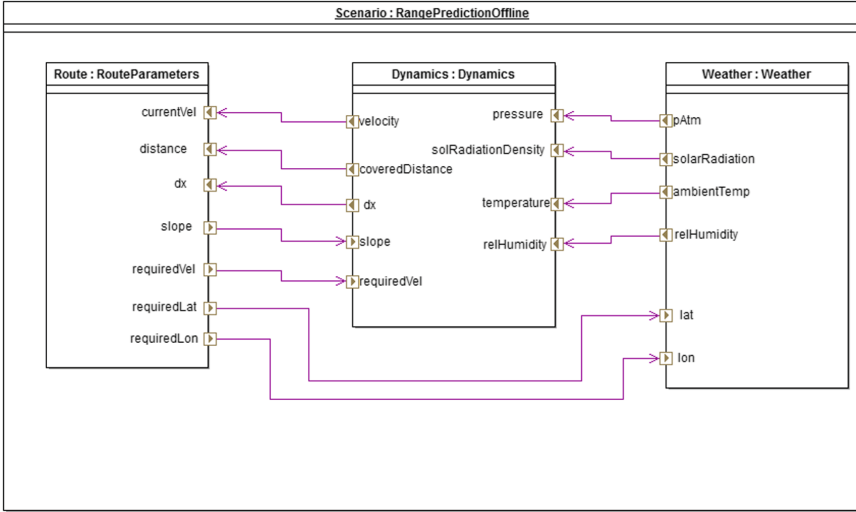 Scenario : RangePredictionOffline
Route : RouteParameters
currentVel
distance
dx
slope
requiredVel
requiredLat
requiredLon
Dynamics : Dynamics
velocity
coveredDistance
dx
slope
requiredVel
pressure
solRadiationDensity
temperature
relHumidity
Weather : Weather
pAtm
solarRadiation
ambientTemp
relHumidity
lat
lon